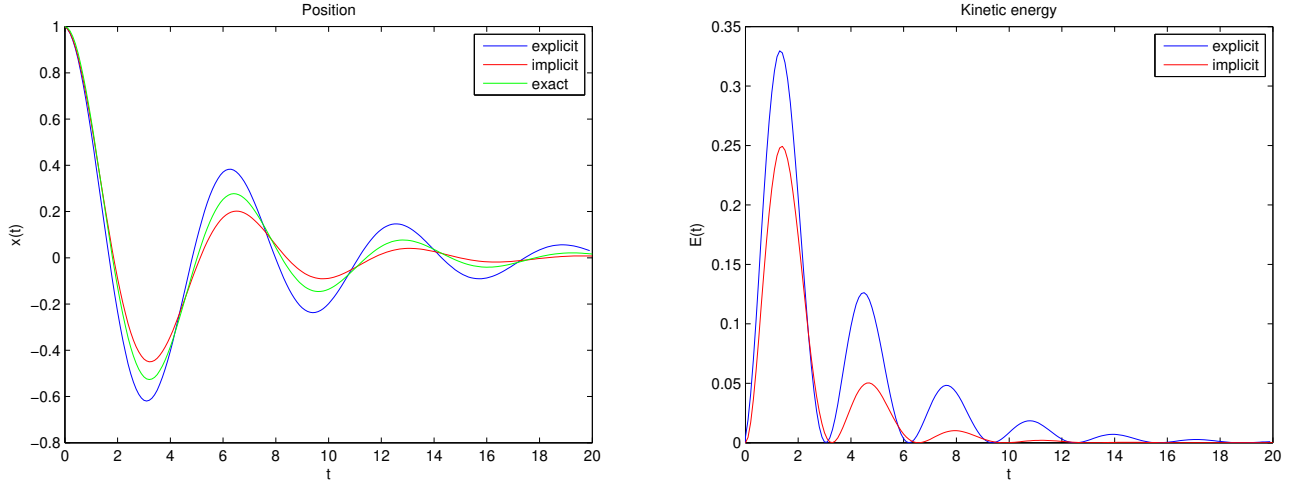 Position
1
0.8
0.6
0.4
0.2
0
−0.2
−0.4
−0.6
−0.8
x(t)
explicit
implicit
exact
0 2 4 6 8 10 12 14 16 18 20
t
Kinetic energy
0.35
0.3
0.25
0.2
0.15
0.1
0.05
0
E(t)
explicit
implicit
0 2 4 6 8 10 12 14 16 18 20
t